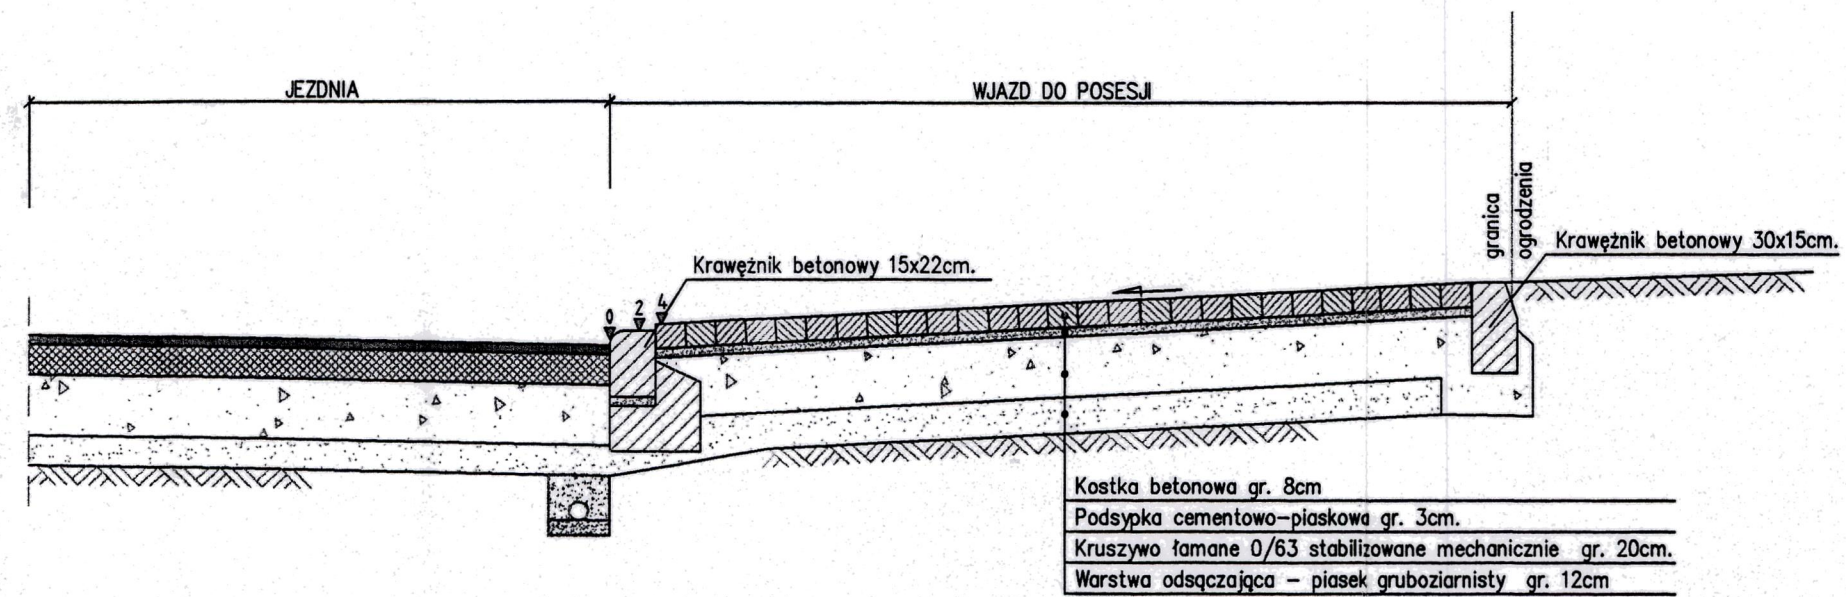 JEZDNIA
WJAZD DO POSESJI
granica
ogrodzenia
Krawężnik betonowy 30x15cm.
Krawężnik betonowy 15x22cm.
0
2
4
Kostka betonowa gr. 8cm
Podsypka cementowo-piaskowa gr. 3cm.
Kruszywo łamane 0/63 stabilizowane mechanicznie gr. 20cm.
Warstwa odsączająca - piasek gruboziarnisty gr. 12cm